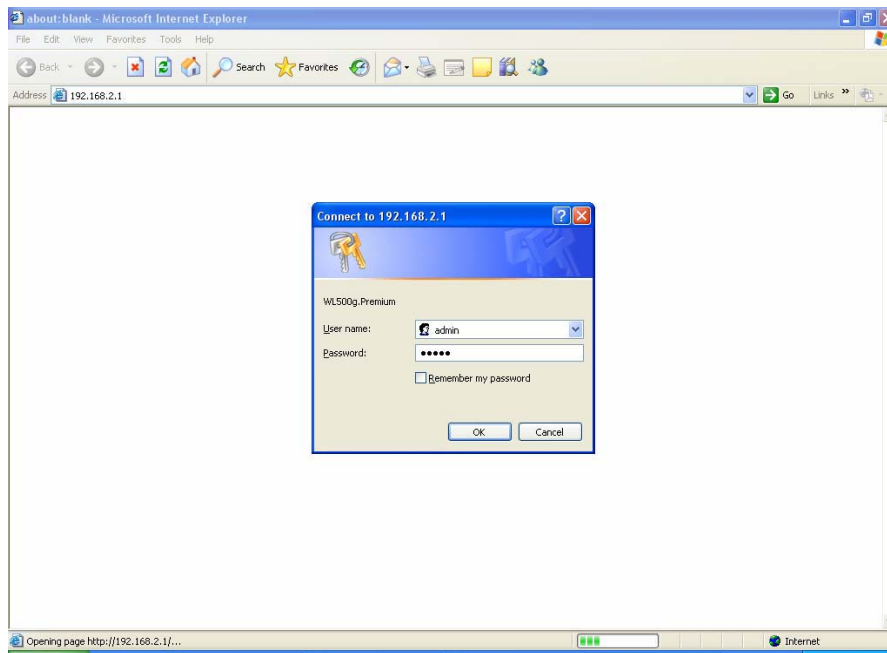 about:blank - Microsoft Internet Explorer
File Edit View Favorites Tools Help
Back Search Favorites
Address 192.168.2.1 Go Links »
Connect to 192.168.2.1
WL500g.Premium
User name: admin
Password: •••••
Remember my password
OK Cancel
Opening page http://192.168.2.1/... Internet